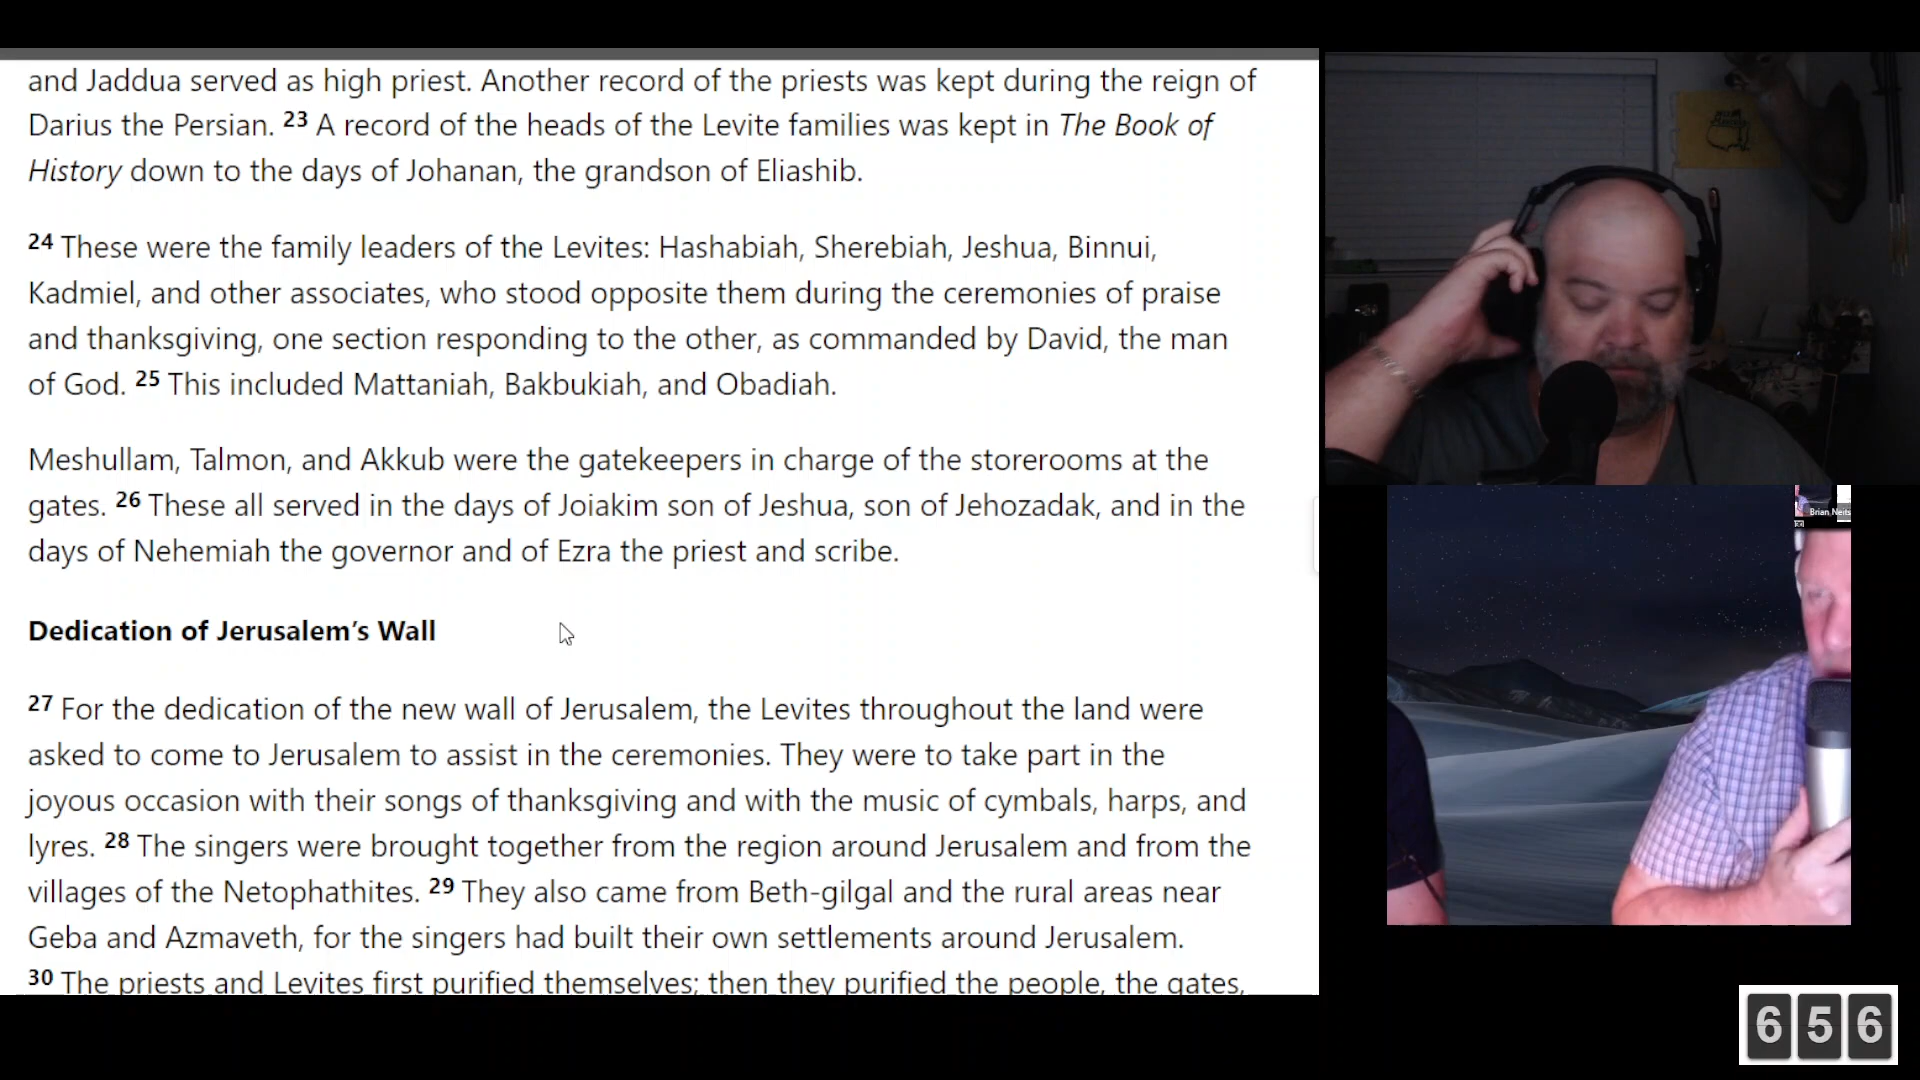 and Jaddua served as high priest. Another record of the priests was kept during the reign of
Darius the Persian. 23 A record of the heads of the Levite families was kept in The Book of
History down to the days of Johanan, the grandson of Eliashib.
24 These were the family leaders of the Levites: Hashabiah, Sherebiah, Jeshua, Binnui,
Kadmiel, and other associates, who stood opposite them during the ceremonies of praise
and thanksgiving, one section responding to the other, as commanded by David, the man
of God. 25 This included Mattaniah, Bakbukiah, and Obadiah.
Meshullam, Talmon, and Akkub were the gatekeepers in charge of the storerooms at the
gates. 26 These all served in the days of Joiakim son of Jeshua, son of Jehozadak, and in the
days of Nehemiah the governor and of Ezra the priest and scribe.
Dedication of Jerusalem’s Wall
27 For the dedication of the new wall of Jerusalem, the Levites throughout the land were
asked to come to Jerusalem to assist in the ceremonies. They were to take part in the
joyous occasion with their songs of thanksgiving and with the music of cymbals, harps, and
lyres. 28 The singers were brought together from the region around Jerusalem and from the
villages of the Netophathites. 29 They also came from Beth-gilgal and the rural areas near
Geba and Azmaveth, for the singers had built their own settlements around Jerusalem.
30 The priests and Levites first purified themselves; then they purified the people, the gates,
Brian
656